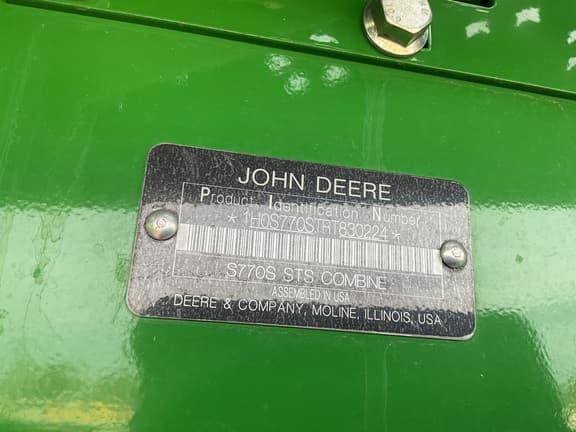 JOHN DEERE
Product Identification Number
*1H0S770STRT830224*
S770S STS COMBINE
ASSEMBLED IN USA
DEERE & COMPANY, MOLINE, ILLINOIS, USA